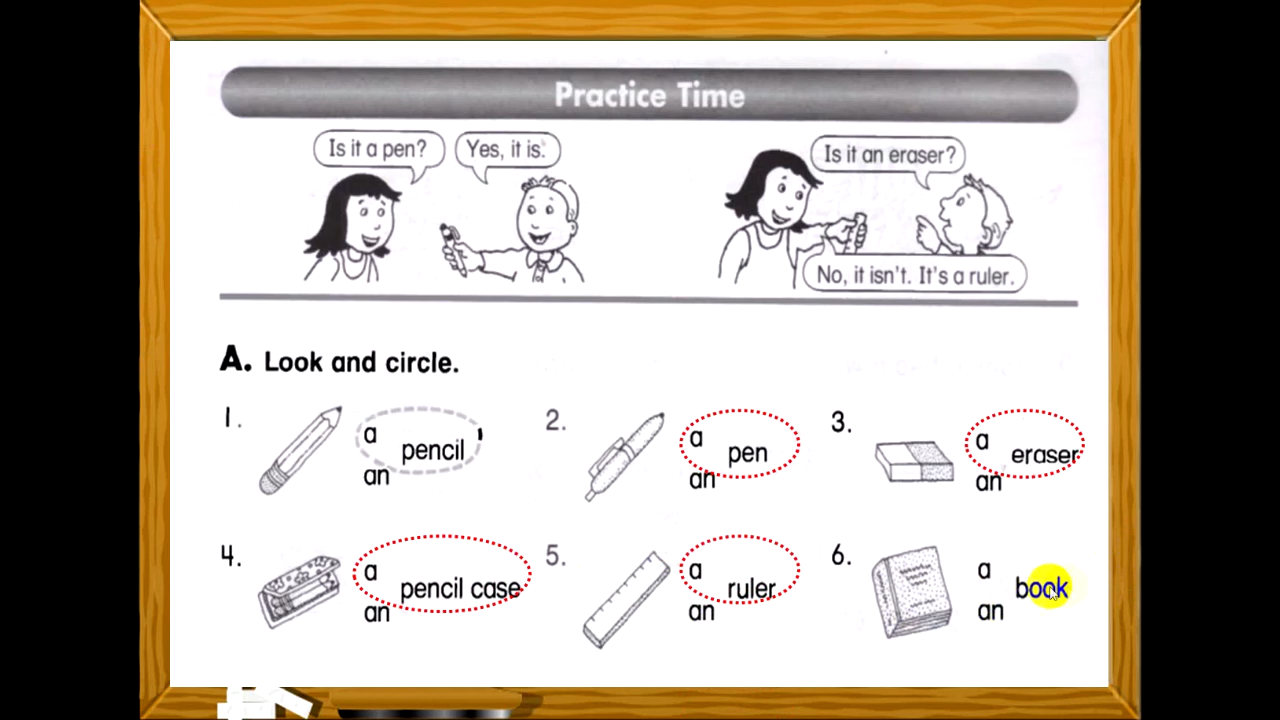 Practice Time
Is it a pen?
Yes, it is.
Is it an eraser?
No, it isn't. It's a ruler.
A. Look and circle.
1.
a
pencil
an
2.
a
pen
an
3.
a
eraser
an
4.
a
pencil case
an
5.
a
ruler
an
6.
a
book
an